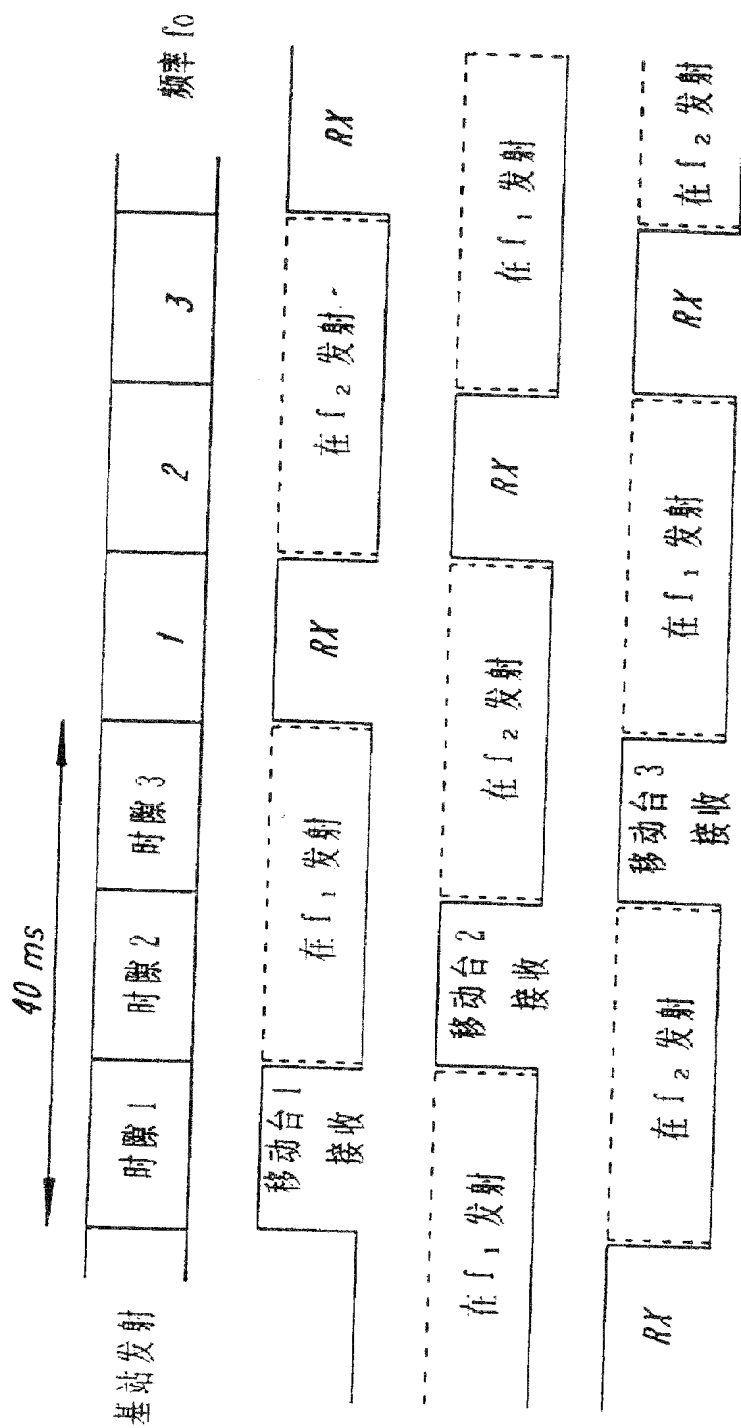 40 ms
基站发射
时隙 1
时隙 2
时隙 3
1
2
3
频率 f0
移动台 1
接收
在 f₁ 发射
RX
在 f₂ 发射
RX
在 f₁ 发射
移动台 2
接收
在 f₂ 发射
RX
在 f₁ 发射
RX
在 f₂ 发射
移动台 3
接收
在 f₁ 发射
RX
在 f₂ 发射